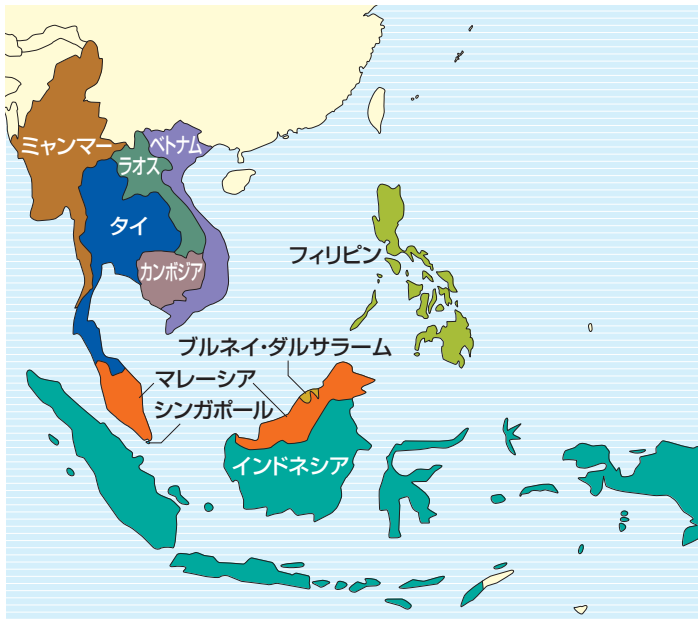 ミャンマー
ベトナム
ラオス
タイ
カンボジア
フィリピン
ブルネイ・ダルサラーム
マレーシア
シンガポール
インドネシア